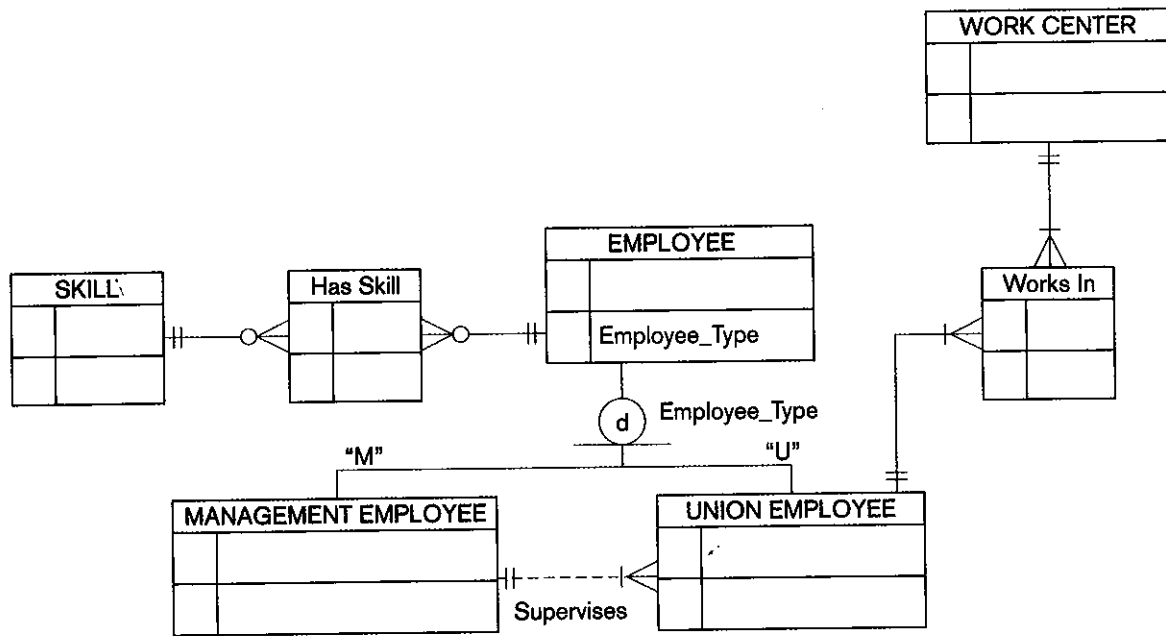 WORK CENTER
EMPLOYEE
SKILL
Has Skill
Works In
Employee_Type
d
Employee_Type
"M"
"U"
MANAGEMENT EMPLOYEE
UNION EMPLOYEE
Supervises